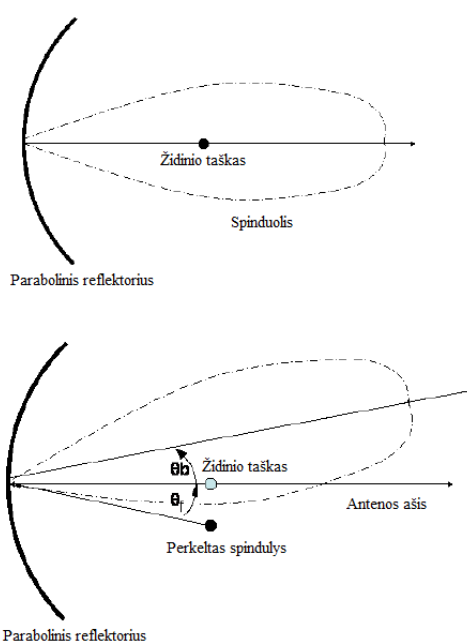 Židinio taškas
Spinduolis
Parabolinis reflektorius
θb
Židinio taškas
θf
Antenos ašis
Perkeltas spindulys
Parabolinis reflektorius